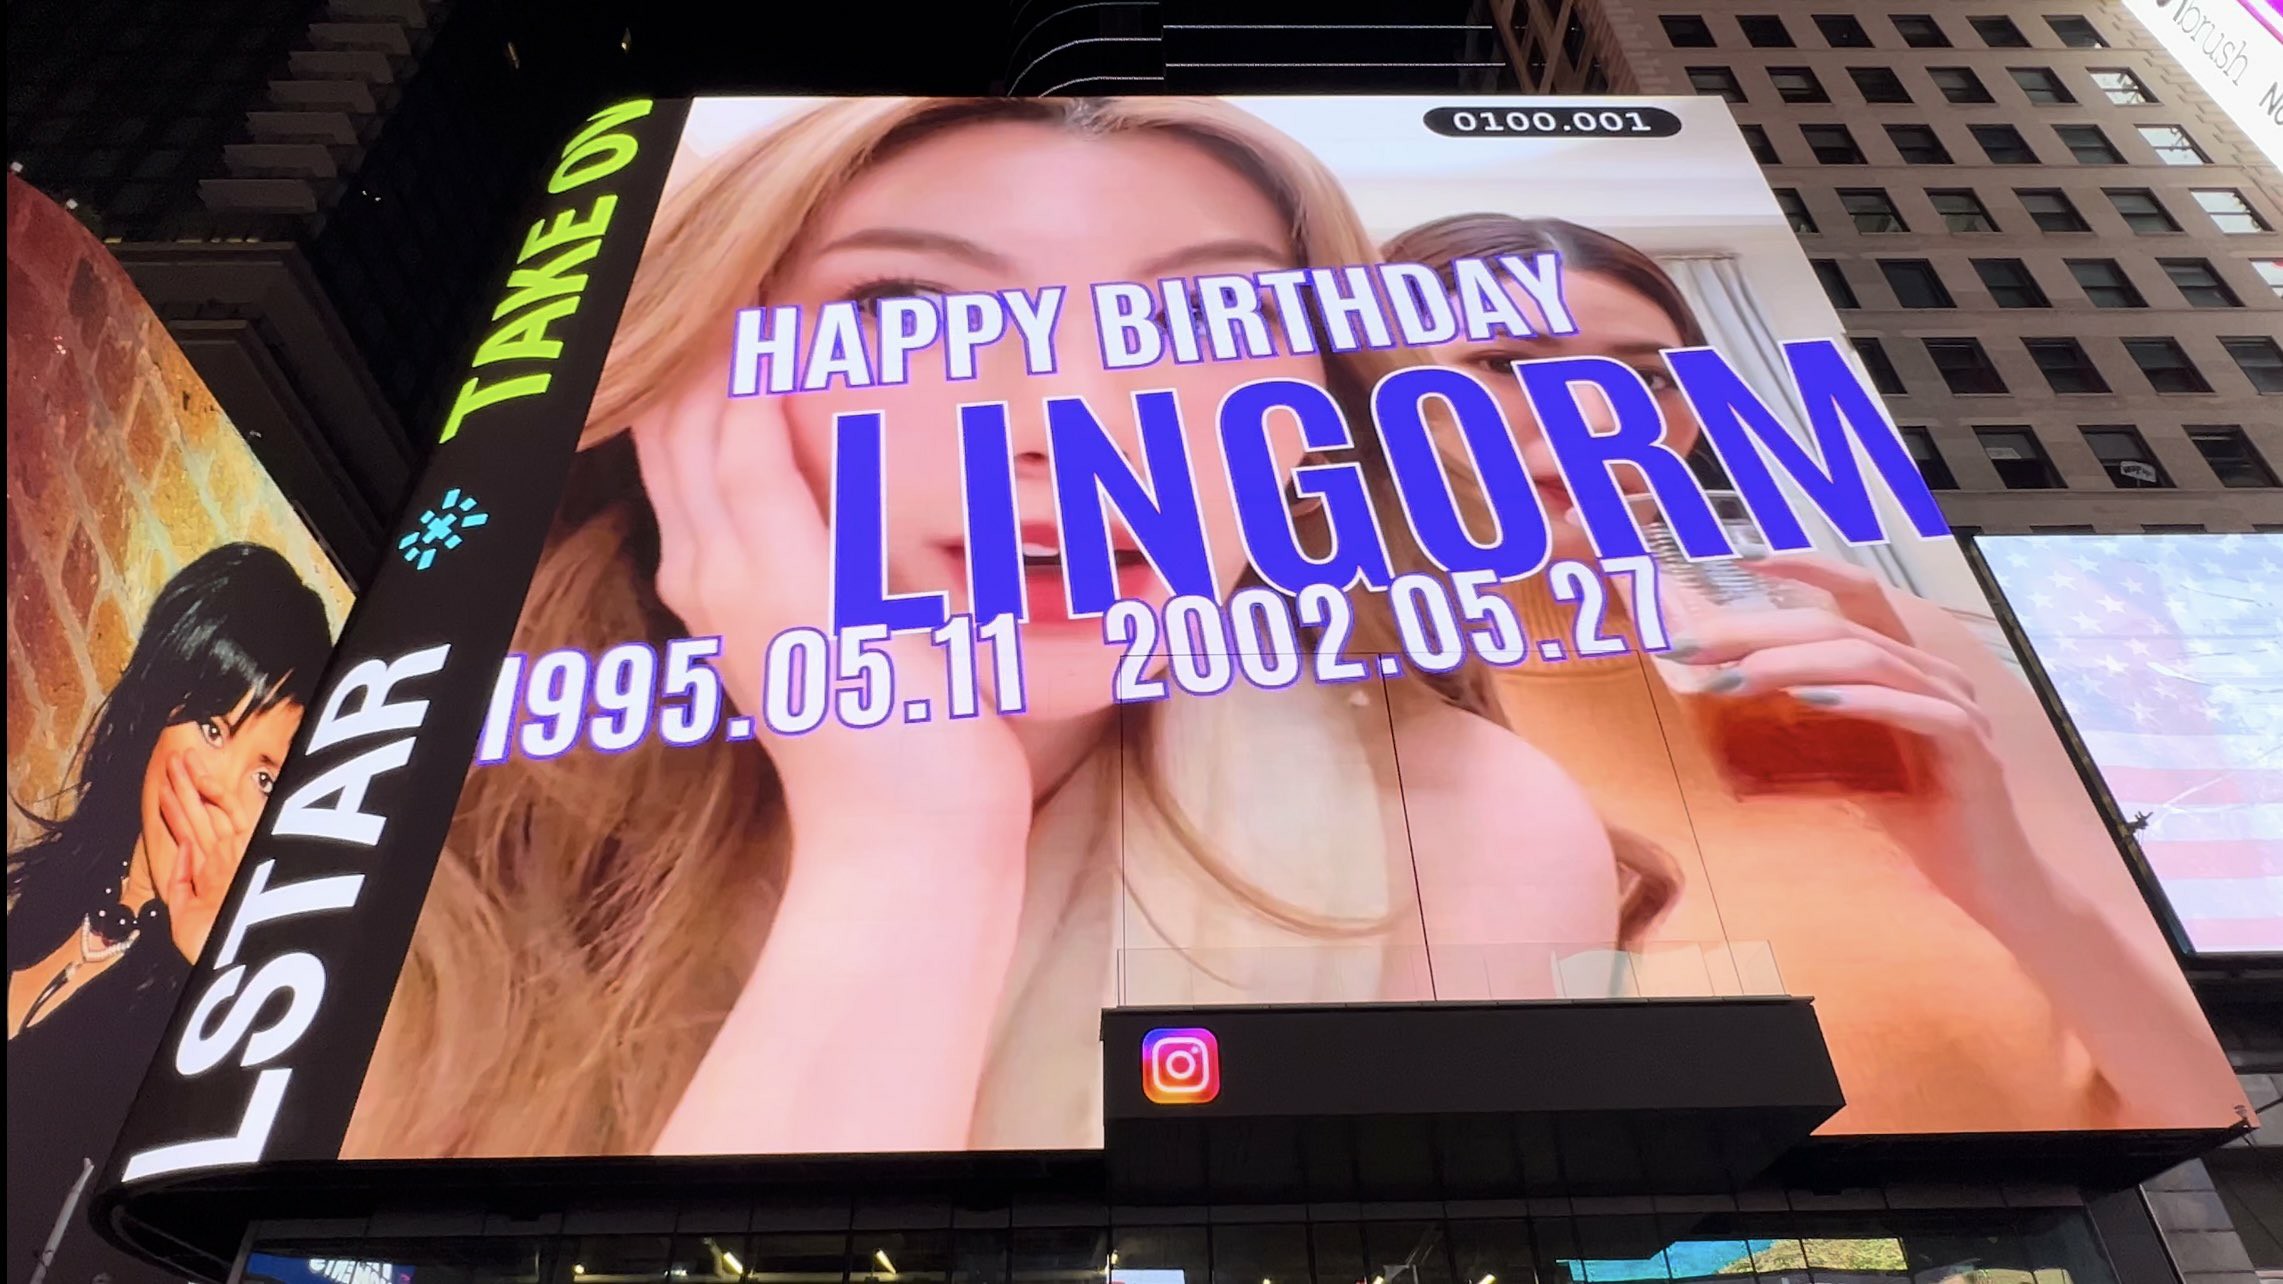 0100.001
TAKE ON
HAPPY BIRTHDAY
LINGORM
1995.05.11 2002.05.27
LSTAR